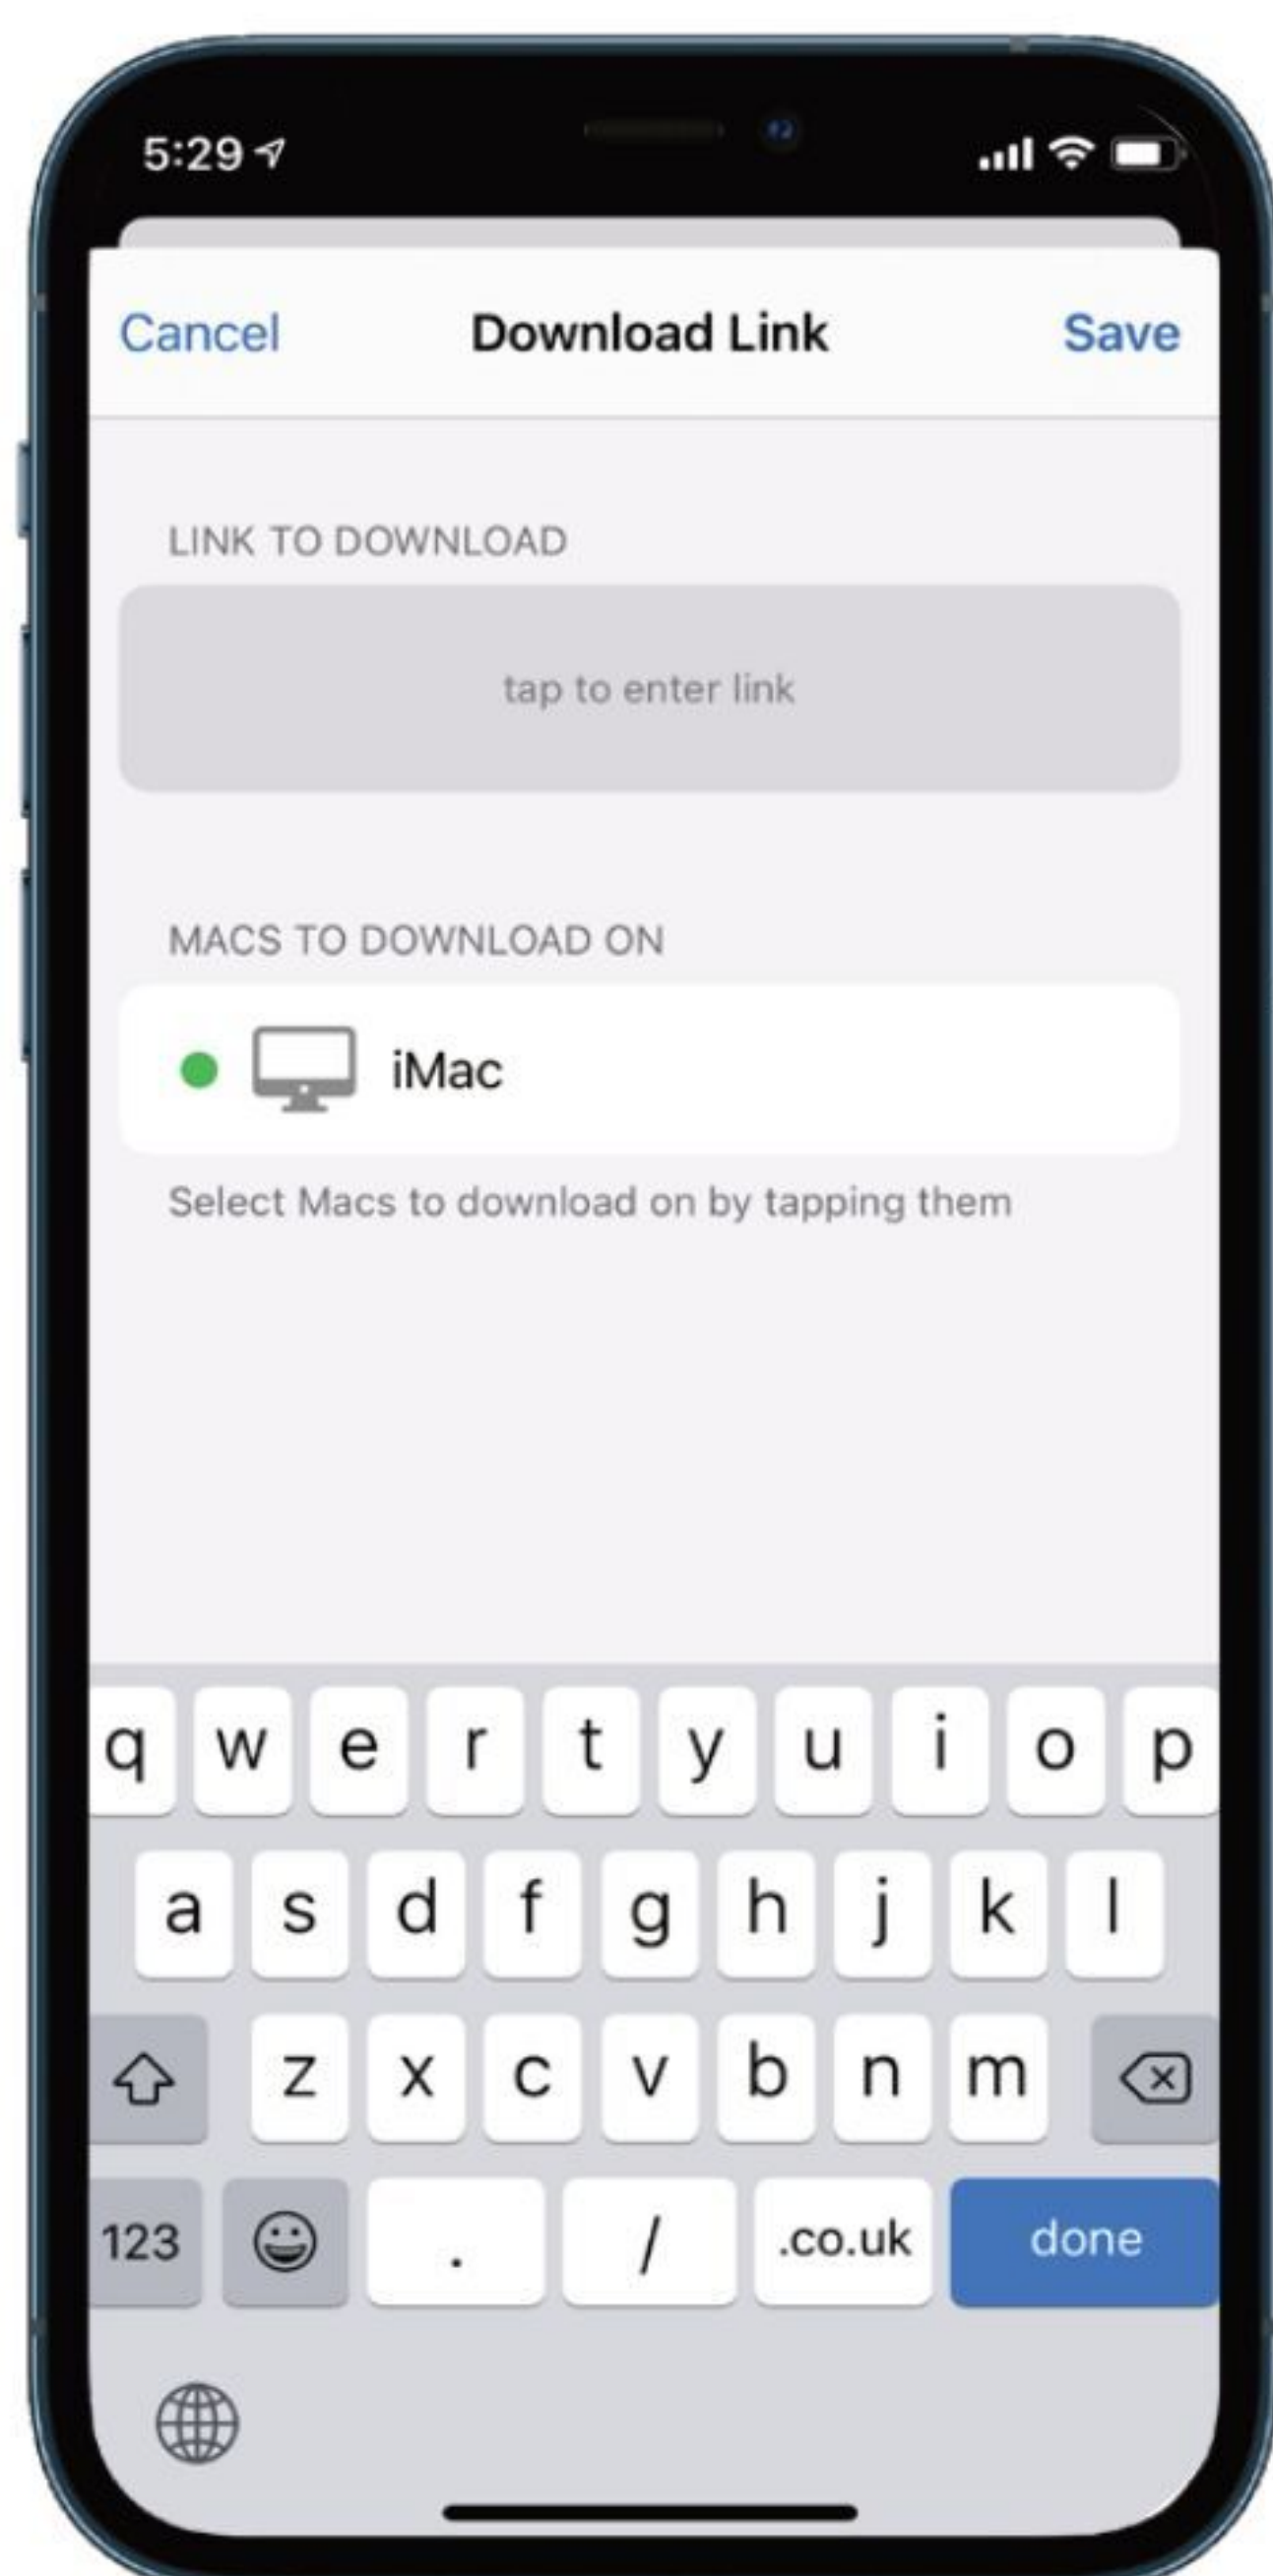 5:29
Cancel Download Link Save
LINK TO DOWNLOAD
tap to enter link
MACS TO DOWNLOAD ON
iMac
Select Macs to download on by tapping them
q w e r t y u i o p
a s d f g h j k l
z x c v b n m
123 . / .co.uk done